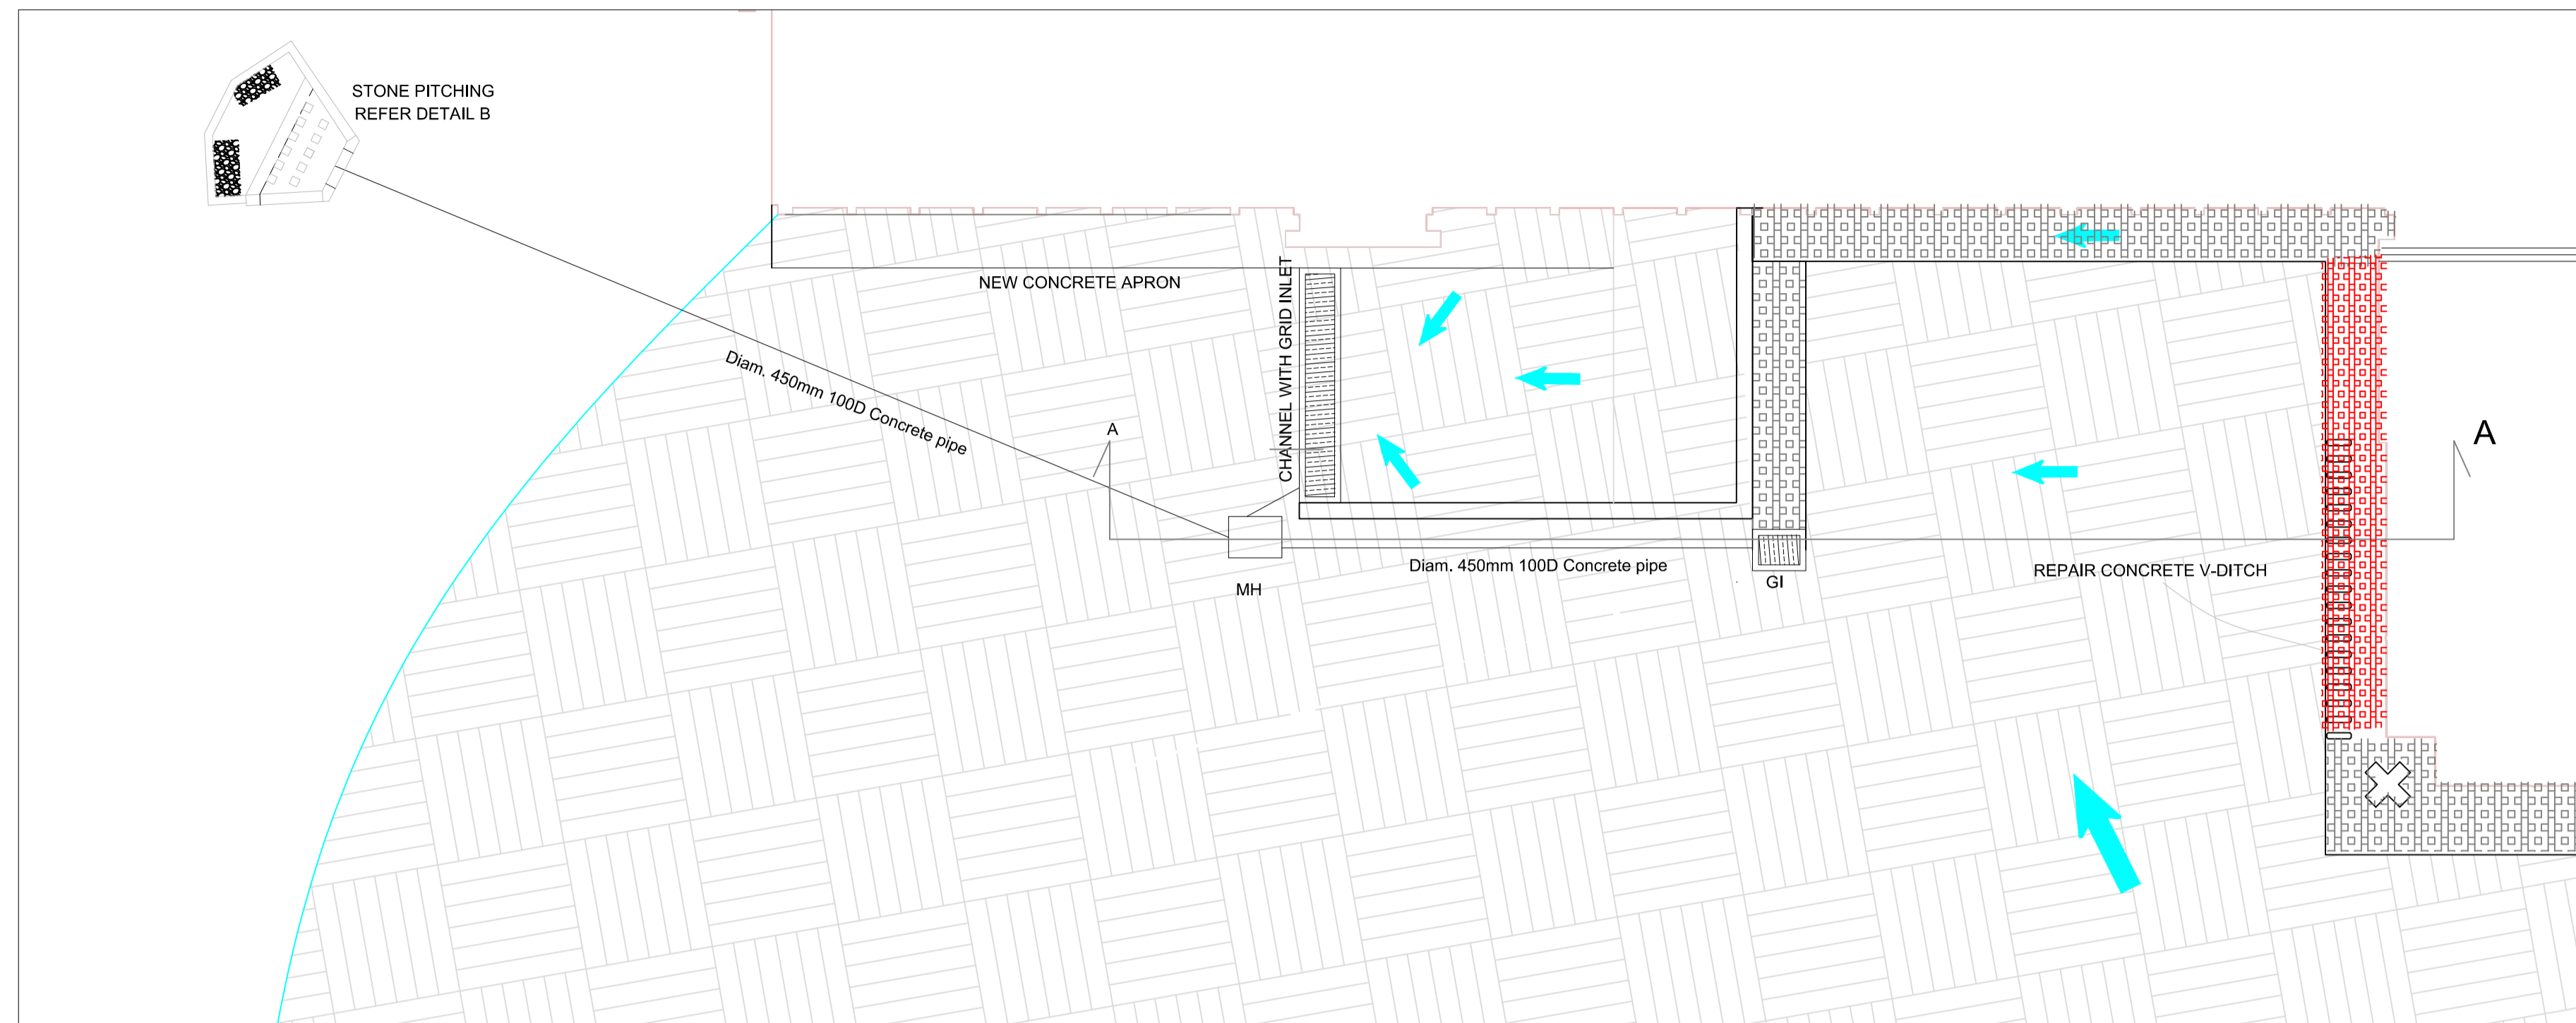 STONE PITCHING
REFER DETAIL B
NEW CONCRETE APRON
CHANNEL WITH GRID INLET
Diam. 450mm 100D Concrete pipe
A
A
Diam. 450mm 100D Concrete pipe
REPAIR CONCRETE V-DITCH
MH
GI